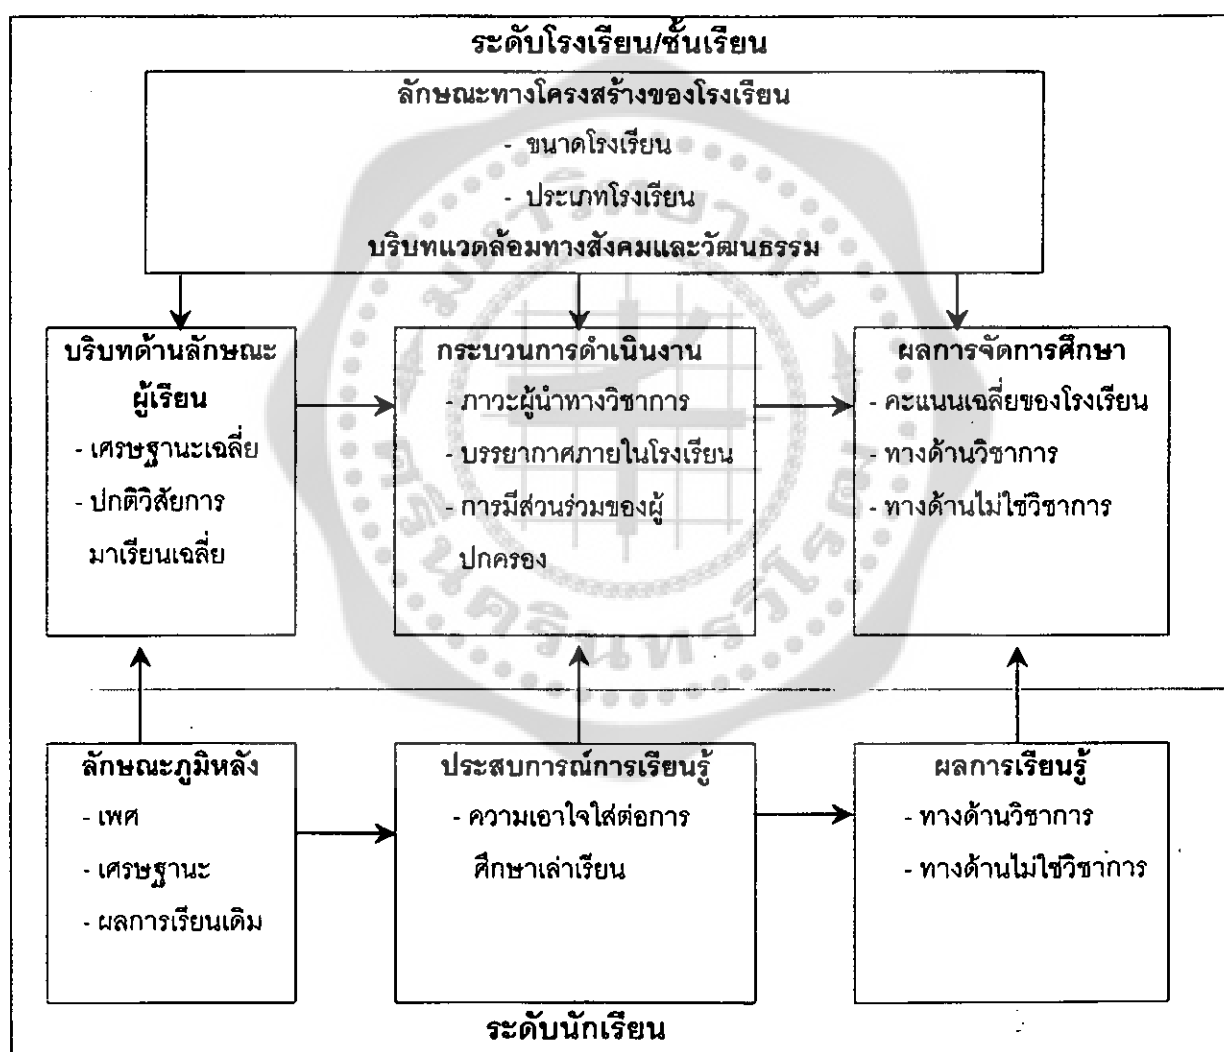 ระดับโรงเรียน/ชั้นเรียน
ลักษณะทางโครงสร้างของโรงเรียน
- ขนาดโรงเรียน
- ประเภทโรงเรียน
บริบทแวดล้อมทางสังคมและวัฒนธรรม
บริบทด้านลักษณะ
ผู้เรียน
- เศรษฐานะเฉลี่ย
- ปกติวิสัยการ
มาเรียนเฉลี่ย
กระบวนการดำเนินงาน
- ภาวะผู้นำทางวิชาการ
- บรรยากาศภายในโรงเรียน
- การมีส่วนร่วมของผู้
ปกครอง
ผลการจัดการศึกษา
- คะแนนเฉลี่ยของโรงเรียน
- ทางด้านวิชาการ
- ทางด้านไม่ใช่วิชาการ
ลักษณะภูมิหลัง
- เพศ
- เศรษฐานะ
- ผลการเรียนเดิม
ประสบการณ์การเรียนรู้
- ความเอาใจใส่ต่อการ
ศึกษาเล่าเรียน
ผลการเรียนรู้
- ทางด้านวิชาการ
- ทางด้านไม่ใช่วิชาการ
ระดับนักเรียน
มหาวิทยาลัย
ศรีนครินทรวิโรฒ